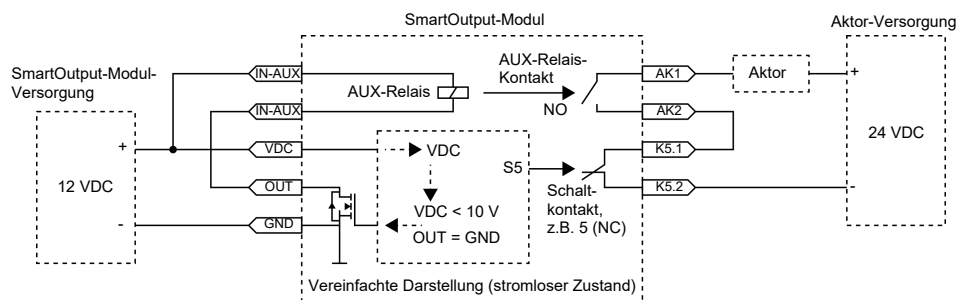 SmartOutput-Modul
Aktor-Versorgung
SmartOutput-Modul-
Versorgung
12 VDC
+
-
IN-AUX
IN-AUX
VDC
OUT
GND
AUX-Relais
AUX-Relais-
Kontakt
NO
VDC
VDC < 10 V
OUT = GND
S5
Schalt-
kontakt,
z.B. 5 (NC)
AK1
AK2
K5.1
K5.2
Aktor
+
24 VDC
-
Vereinfachte Darstellung (stromloser Zustand)